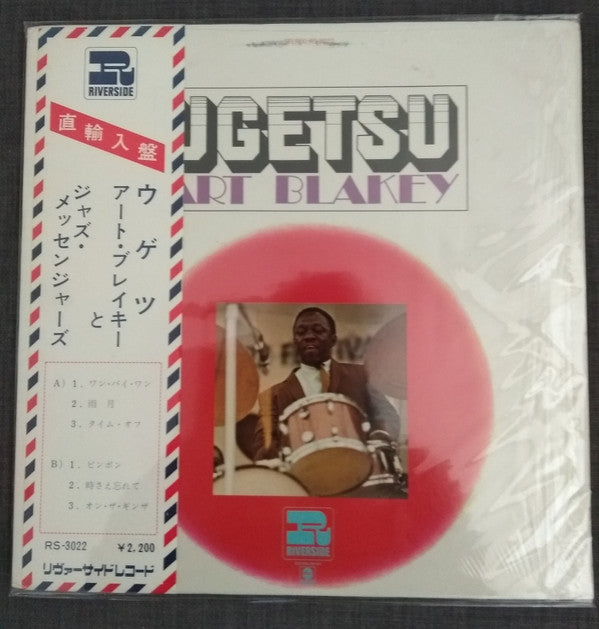 RIVERSIDE
直輸入盤
ウゲツ
アート・ブレイキーと
ジャズ・
メッセンジャーズ
A) 1. ワン・バイ・ワン
2. 雨月
3. タイム・オフ
B) 1. ピンポン
2. 時さえ忘れて
3. オン・ザ・ギンザ
RS-3022 ¥2,200
リヴァーサイドレコード
UGETSU
ART BLAKEY
RIVERSIDE